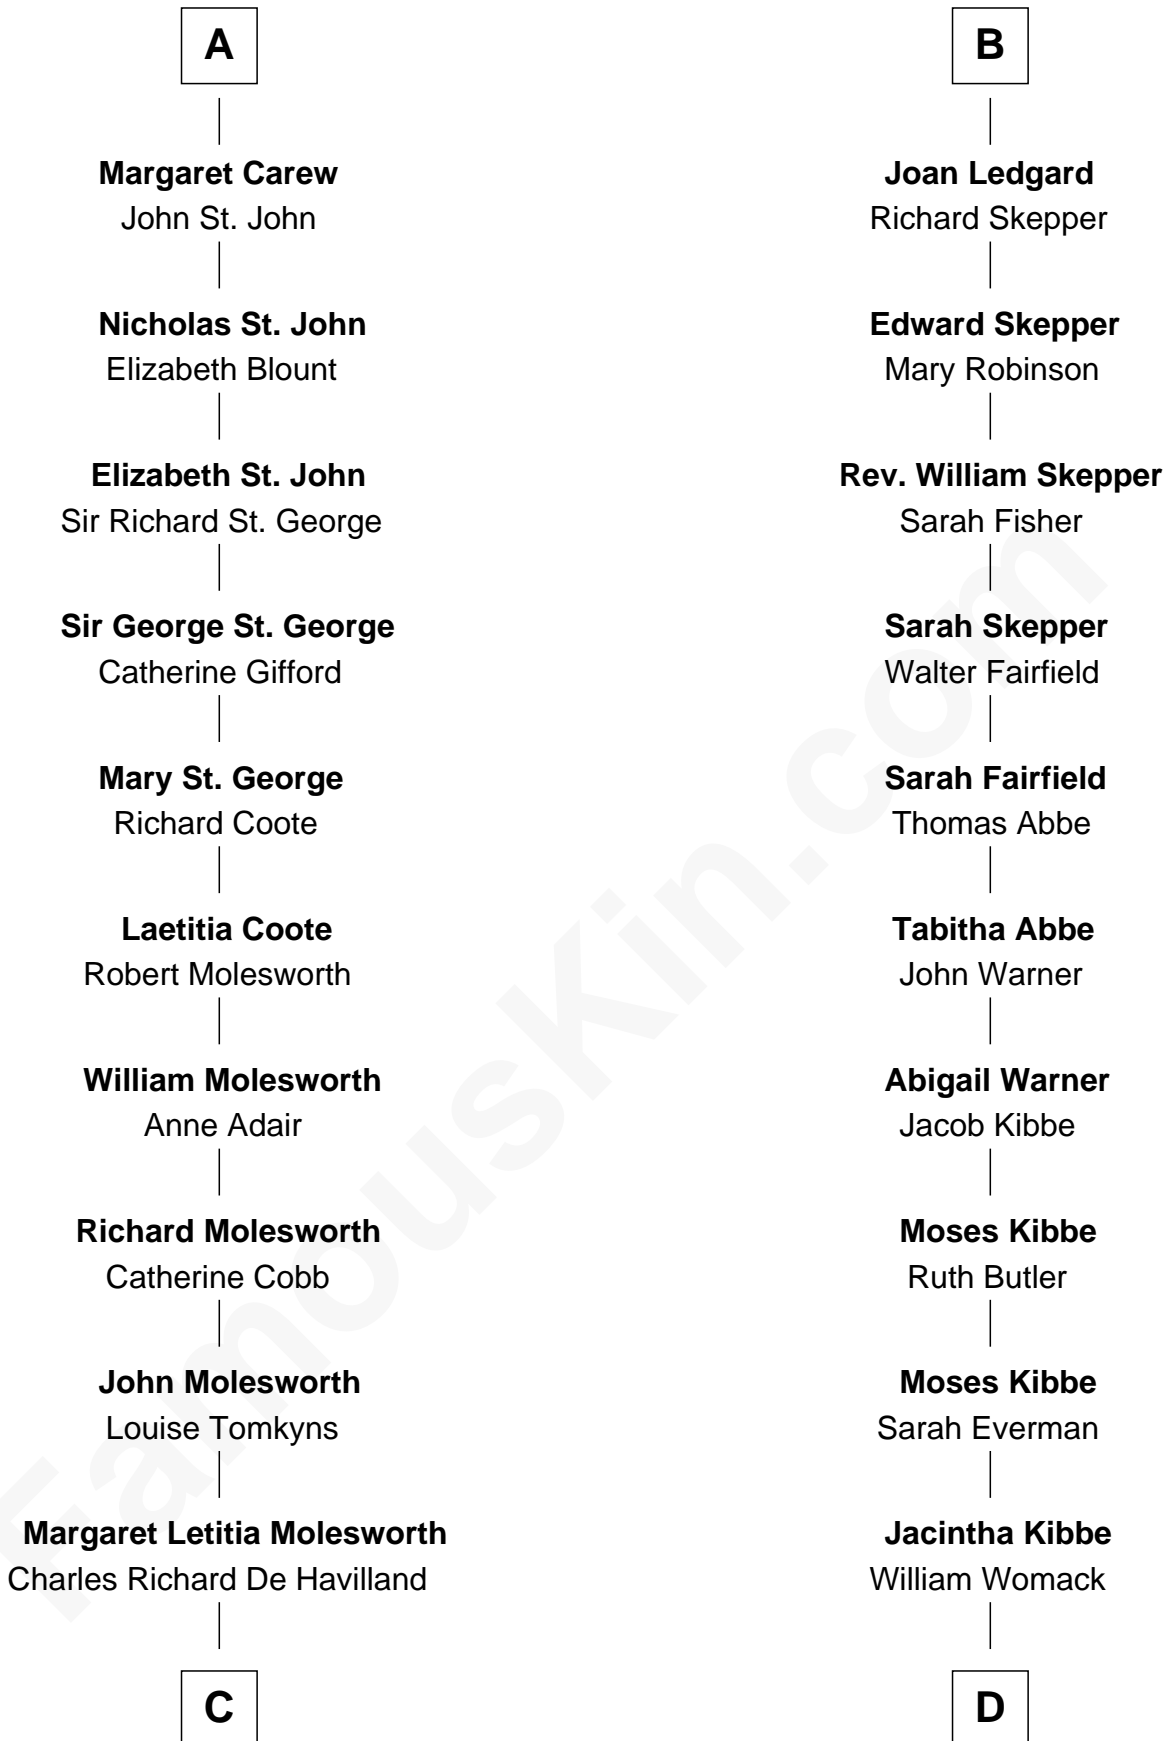 A
Margaret Carew
John St. John
Nicholas St. John
Elizabeth Blount
Elizabeth St. John
Sir Richard St. George
Sir George St. George
Catherine Gifford
Mary St. George
Richard Coote
Laetitia Coote
Robert Molesworth
William Molesworth
Anne Adair
Richard Molesworth
Catherine Cobb
John Molesworth
Louise Tomkyns
Margaret Letitia Molesworth
Charles Richard De Havilland
C
B
Joan Ledgard
Richard Skepper
Edward Skepper
Mary Robinson
Rev. William Skepper
Sarah Fisher
Sarah Skepper
Walter Fairfield
Sarah Fairfield
Thomas Abbe
Tabitha Abbe
John Warner
Abigail Warner
Jacob Kibbe
Moses Kibbe
Ruth Butler
Moses Kibbe
Sarah Everman
Jacintha Kibbe
William Womack
D
FamousKin.com